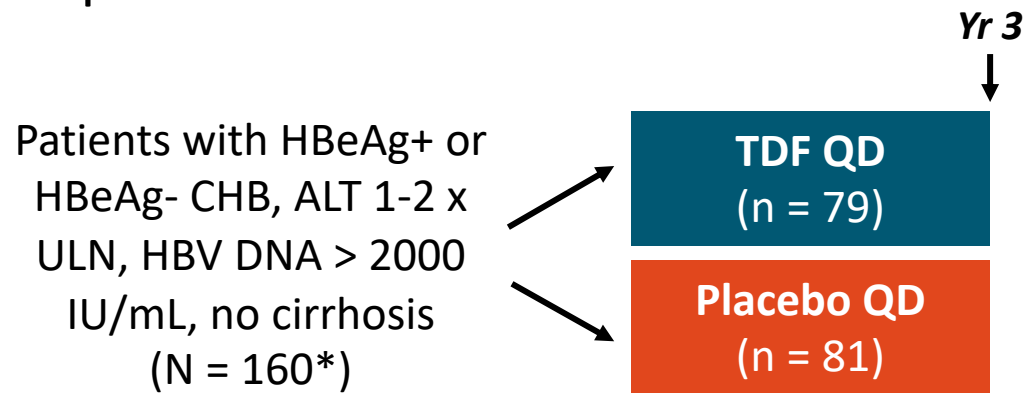 Yr 3
Patients with HBeAg+ or
HBeAg- CHB, ALT 1-2 x
ULN, HBV DNA > 2000
IU/mL, no cirrhosis
(N = 160*)
TDF QD
(n = 79)
Placebo QD
(n = 81)